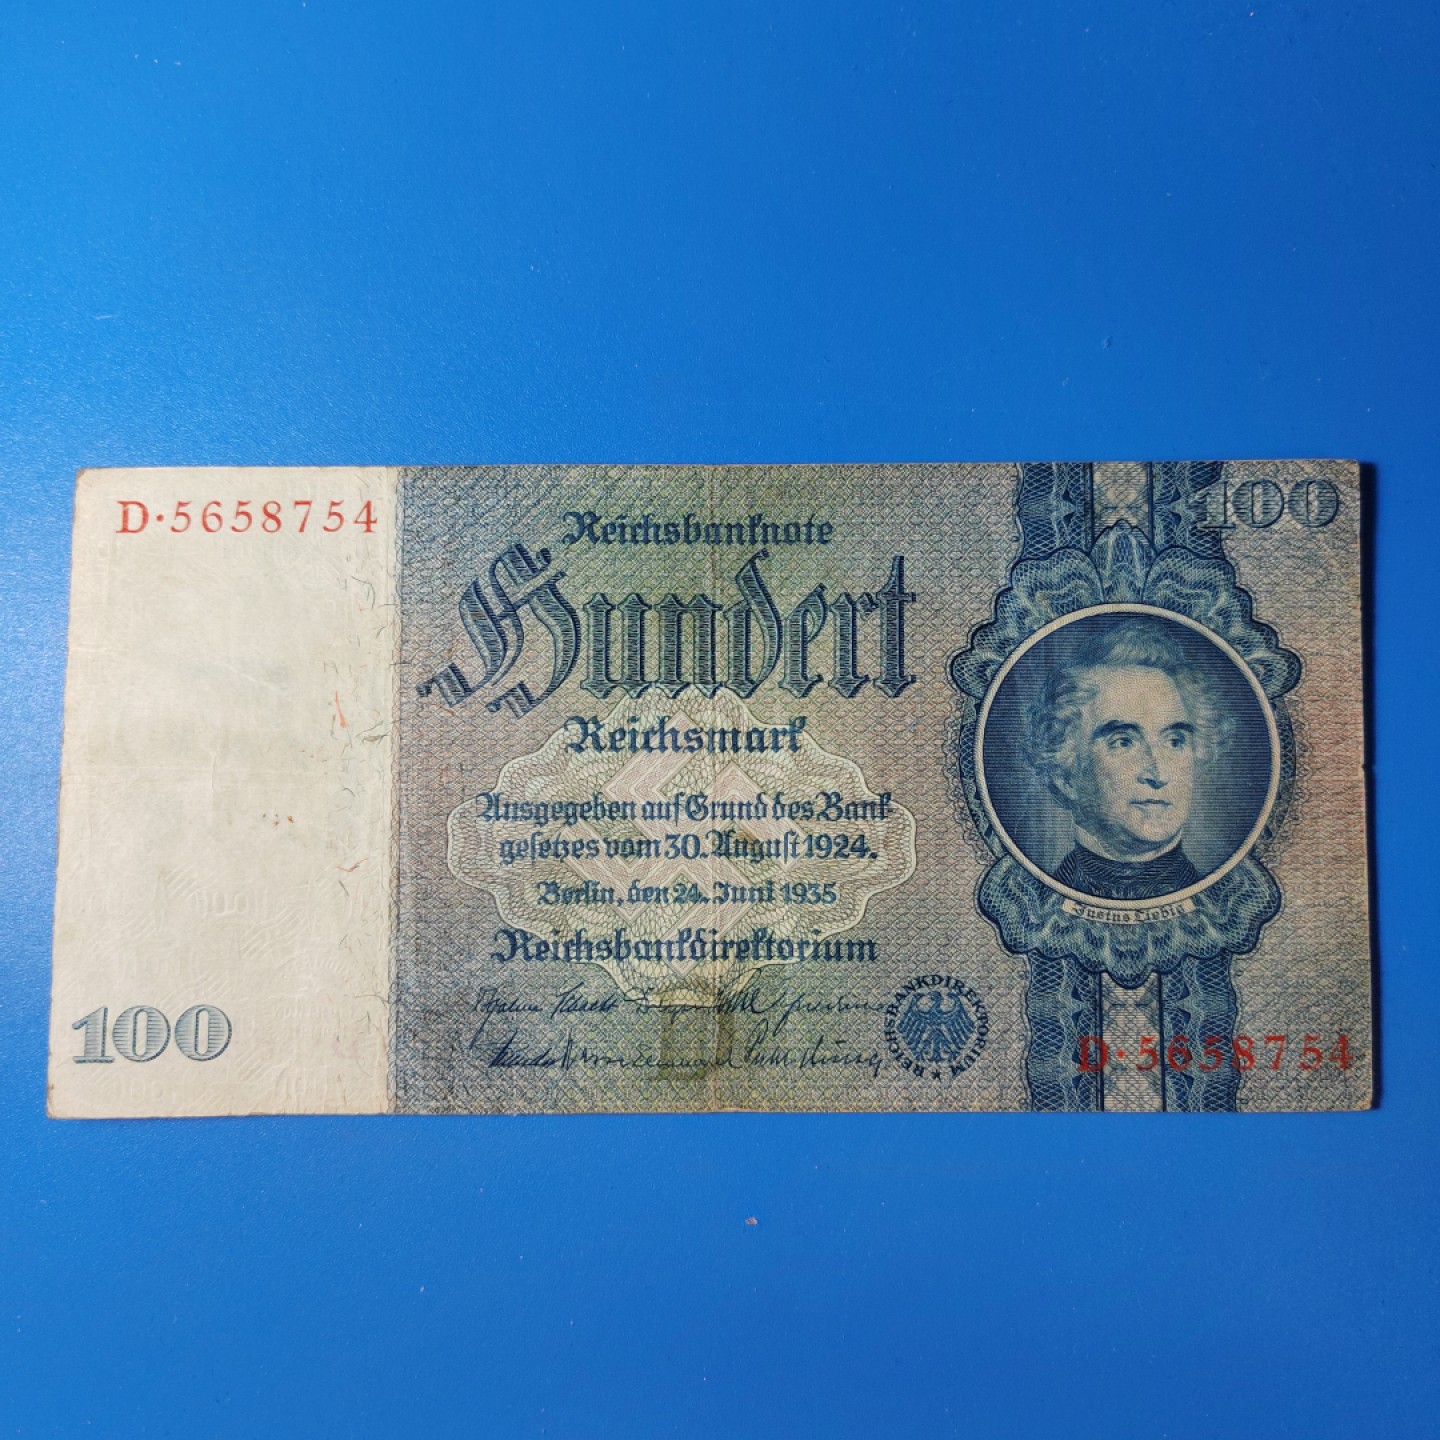 D·5658754
100
Reichsbanknote
Hundert
Reichsmark
Ausgegeben auf Grund des Bank-
gesetzes vom 30. August 1924.
Berlin, den 24. Juni 1935
Reichsbankdirektorium
100
Justus Liebig
REICHSBANKDIREKTORIUM
D·5658754